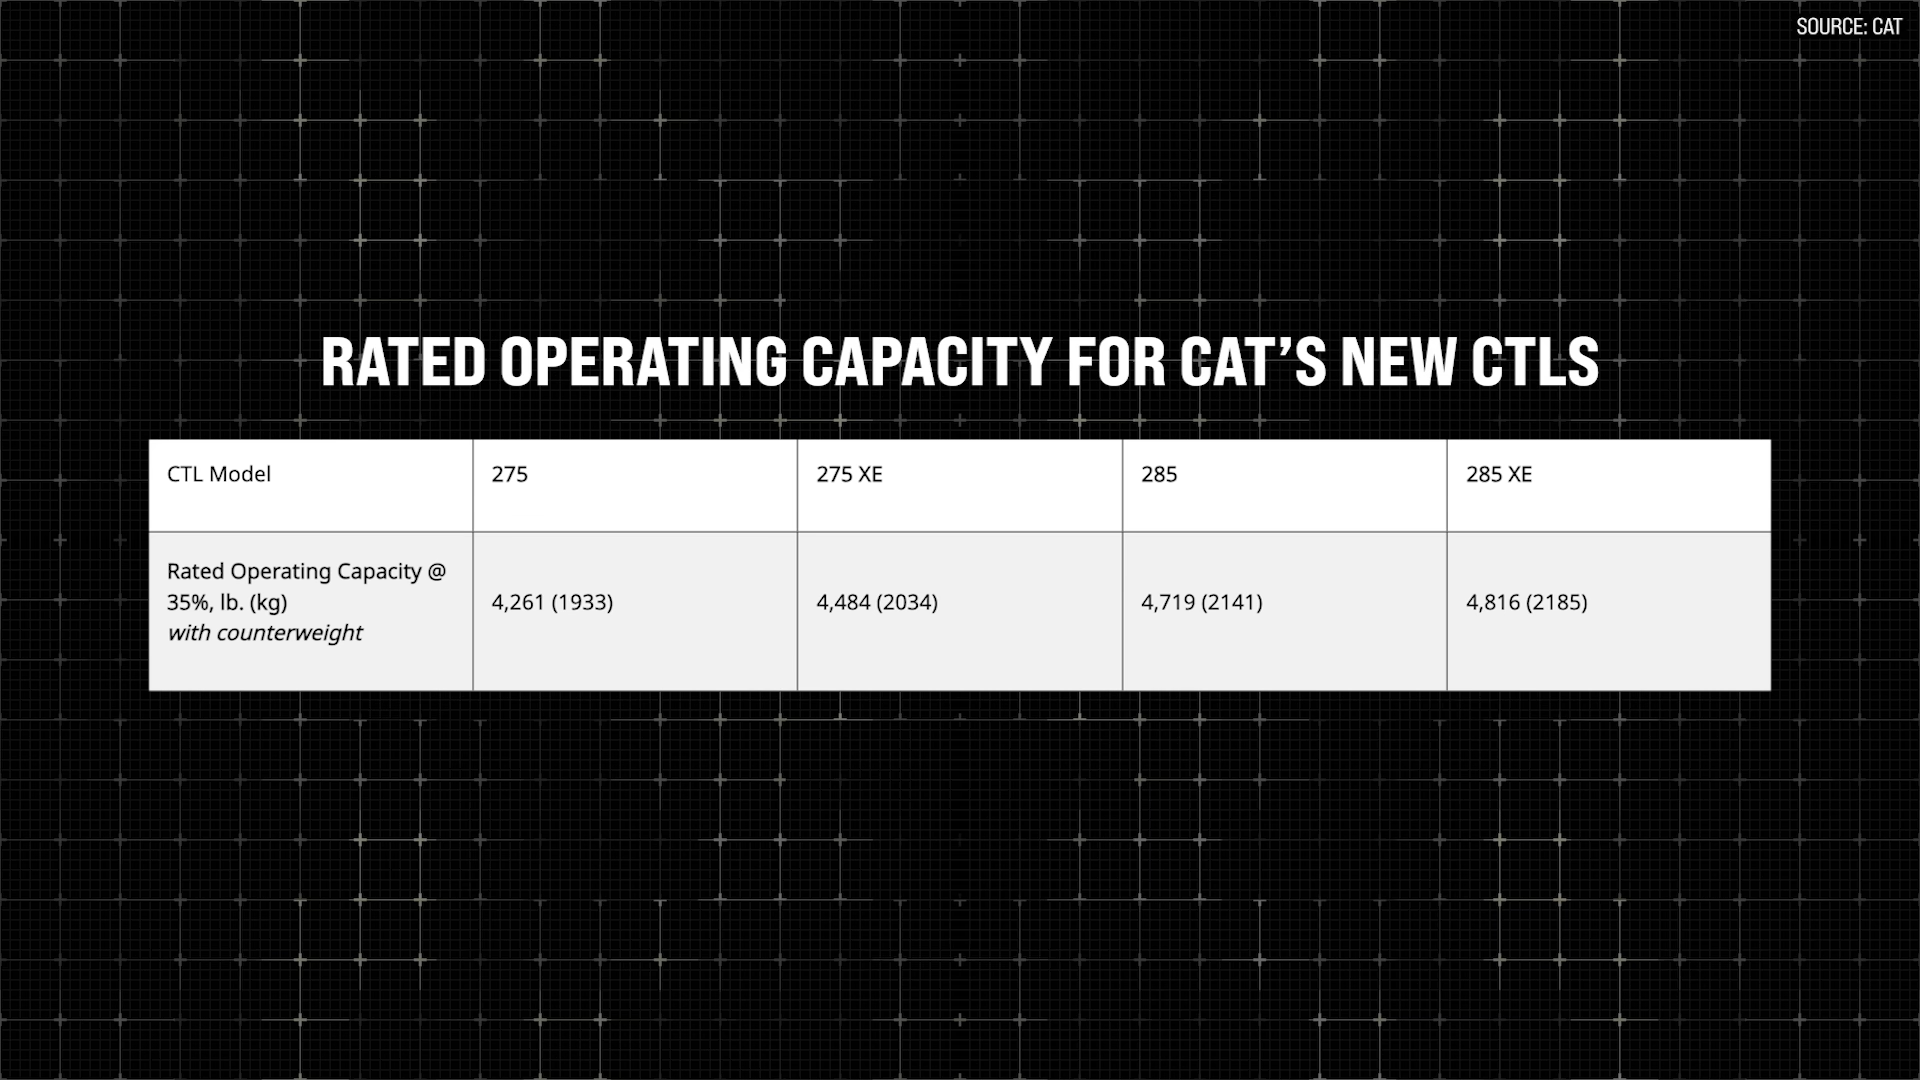 SOURCE: CAT
RATED OPERATING CAPACITY FOR CAT’S NEW CTLS
CTL Model 275 275 XE 285 285 XE
Rated Operating Capacity @
35%, lb. (kg) 4,261 (1933) 4,484 (2034) 4,719 (2141) 4,816 (2185)
with counterweight